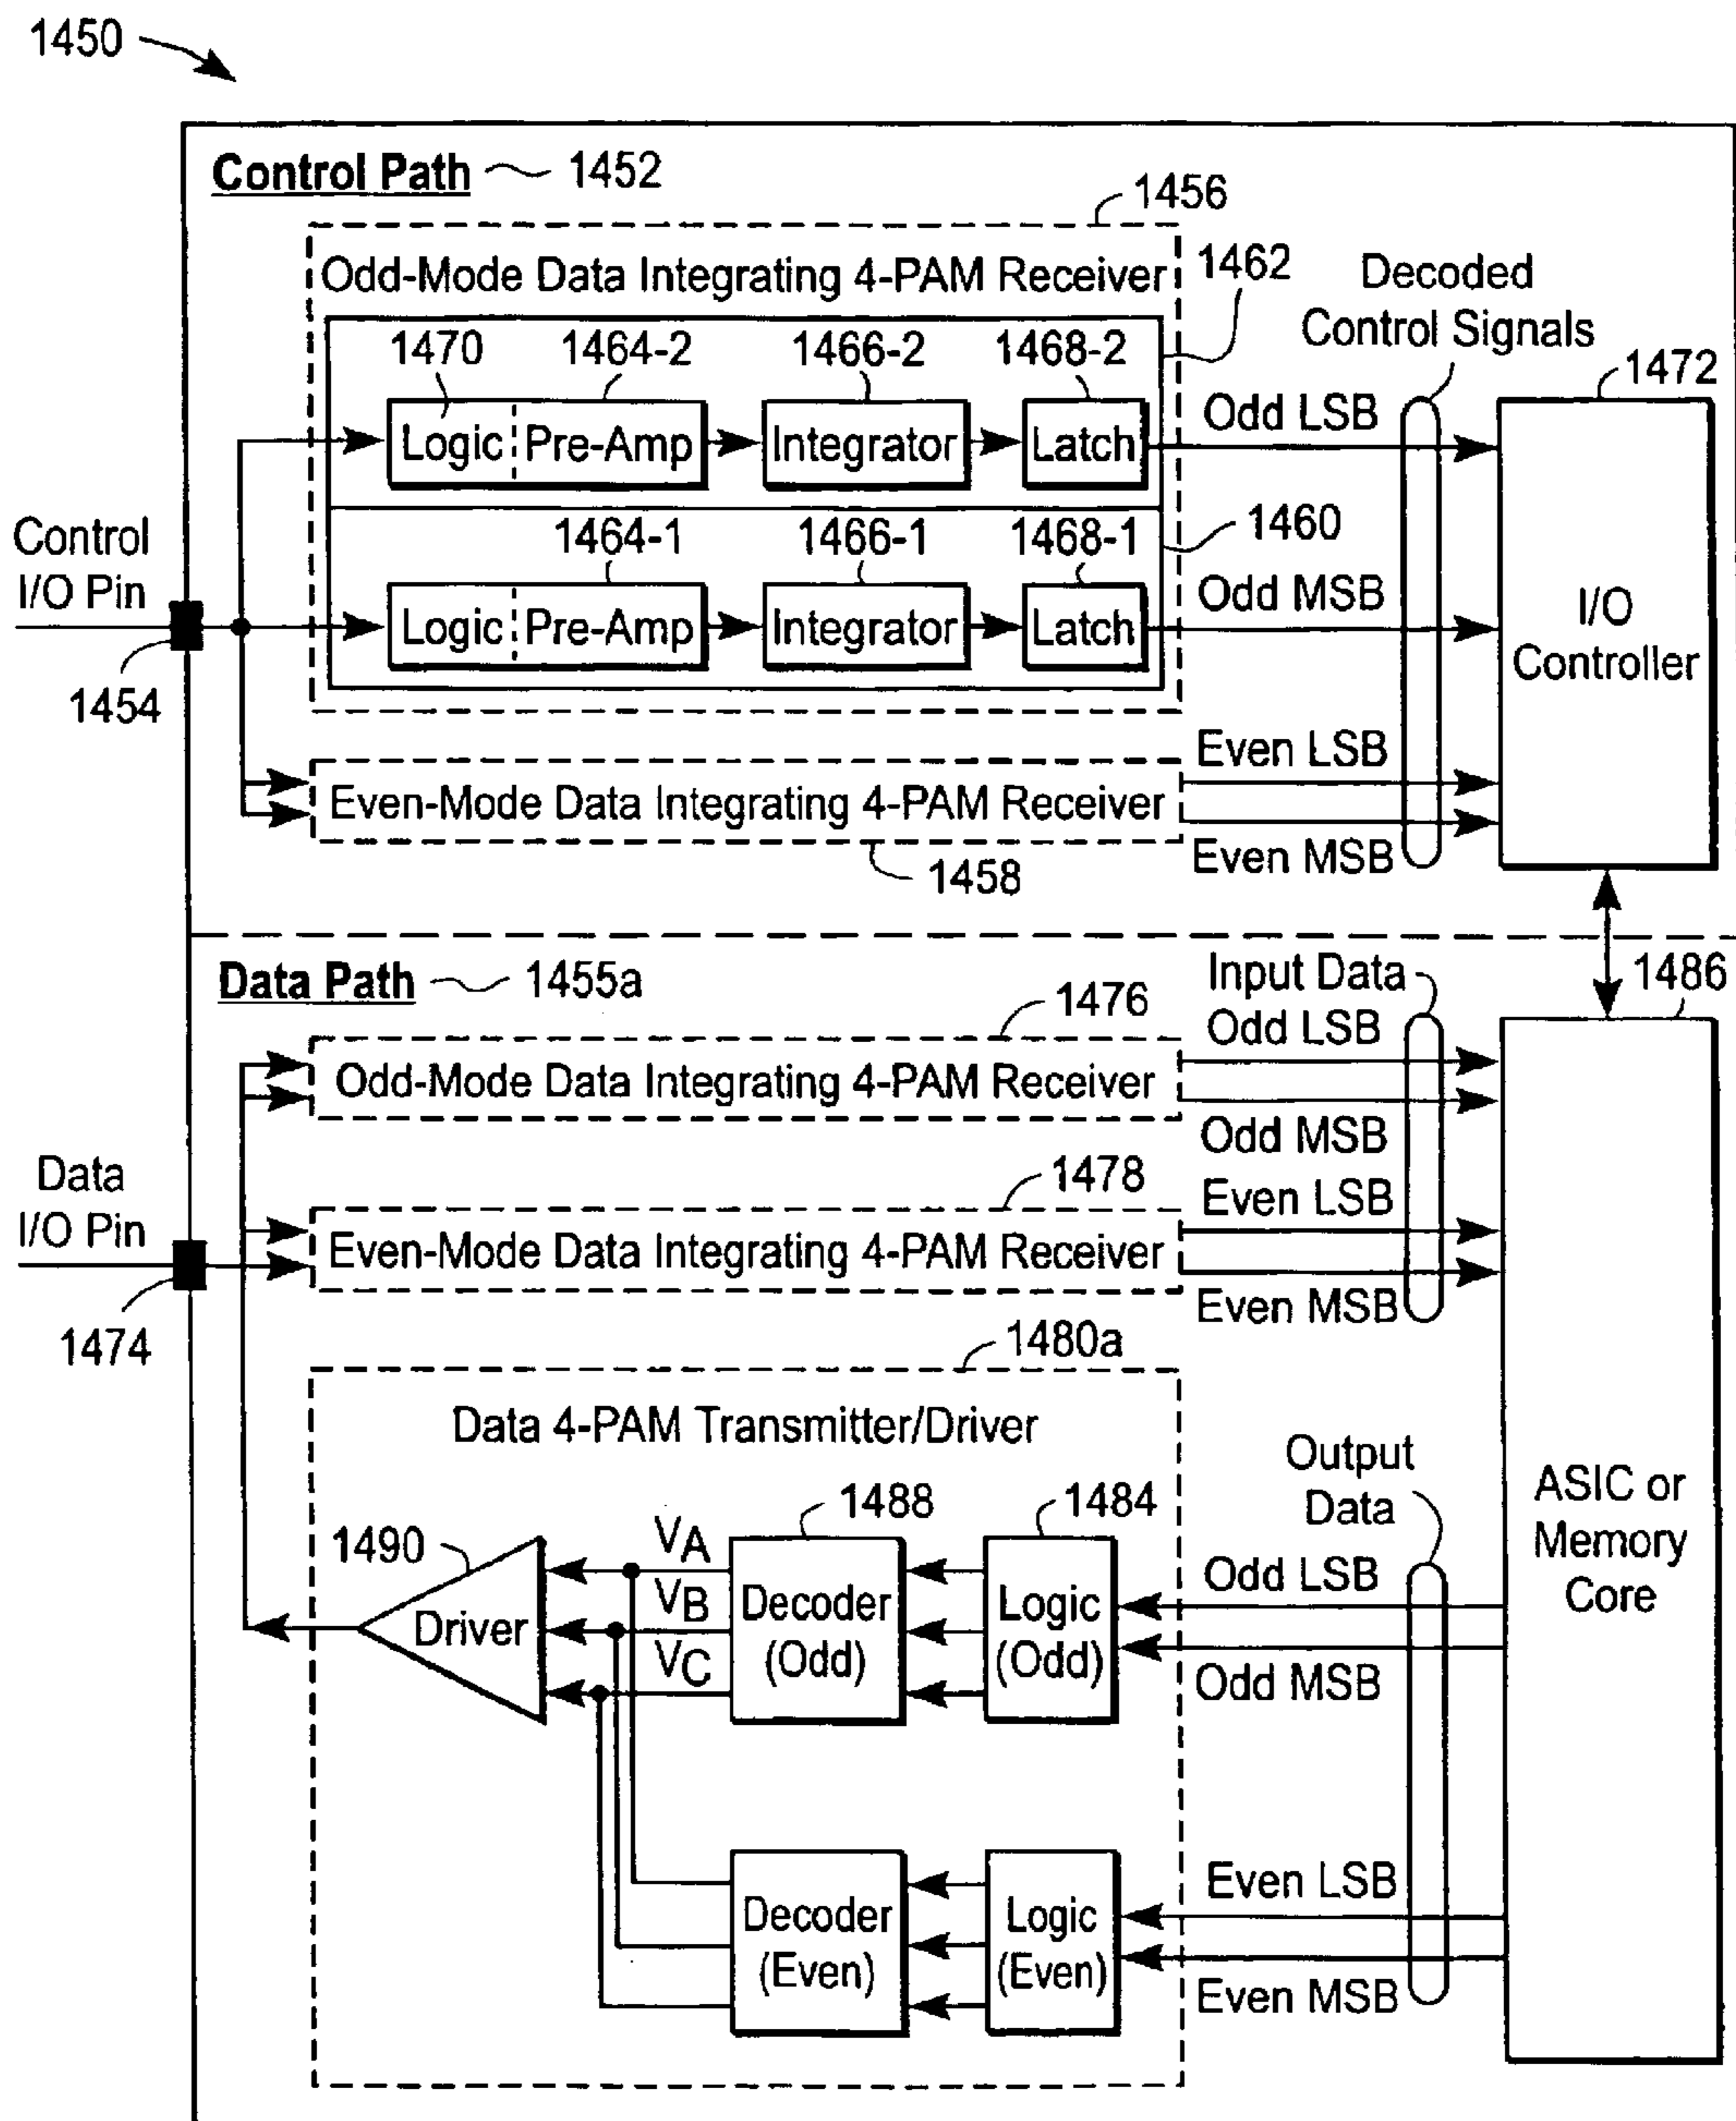 1450
Control Path 1452
1456
Odd-Mode Data Integrating 4-PAM Receiver
1462
Decoded
Control Signals
1470 1464-2 1466-2 1468-2
1472
Logic Pre-Amp Integrator Latch
Odd LSB
1464-1 1466-1 1468-1
1460
Control
I/O Pin
Logic Pre-Amp Integrator Latch
Odd MSB
I/O
Controller
1454
Even LSB
Even-Mode Data Integrating 4-PAM Receiver
Even MSB
1458
Data Path 1455a
Input Data
1486
1476
Odd LSB
Odd-Mode Data Integrating 4-PAM Receiver
Odd MSB
Data
I/O Pin
1478
Even LSB
Even-Mode Data Integrating 4-PAM Receiver
Even MSB
1474
1480a
Data 4-PAM Transmitter/Driver
Output
Data
ASIC or
Memory
Core
1490
VA
VB
VC
1488
1484
Driver
Decoder
(Odd)
Logic
(Odd)
Odd LSB
Odd MSB
Decoder
(Even)
Logic
(Even)
Even LSB
Even MSB